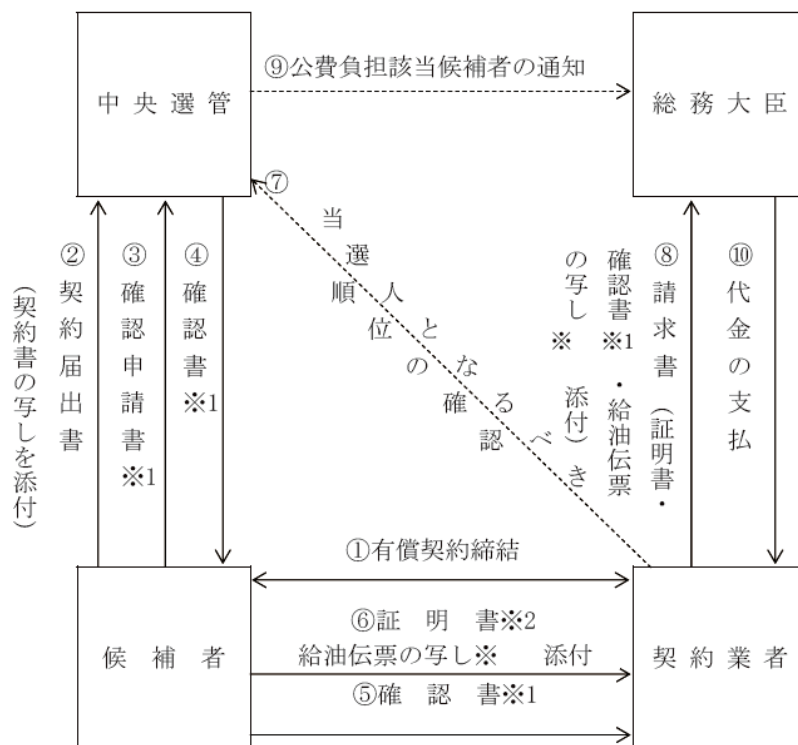 ⑨公費負担該当候補者の通知
中央選管
総務大臣
②契約届出書
(契約書の写しを添付)
③確認申請書※1
④確認書※1
⑦
当選人となるべき
順位の確認
⑧請求書(証明書・
確認書※1・給油伝票
の写し※ 添付)
⑩代金の支払
①有償契約締結
⑥証明書※2
給油伝票の写し※ 添付
⑤確認書※1
候補者
契約業者